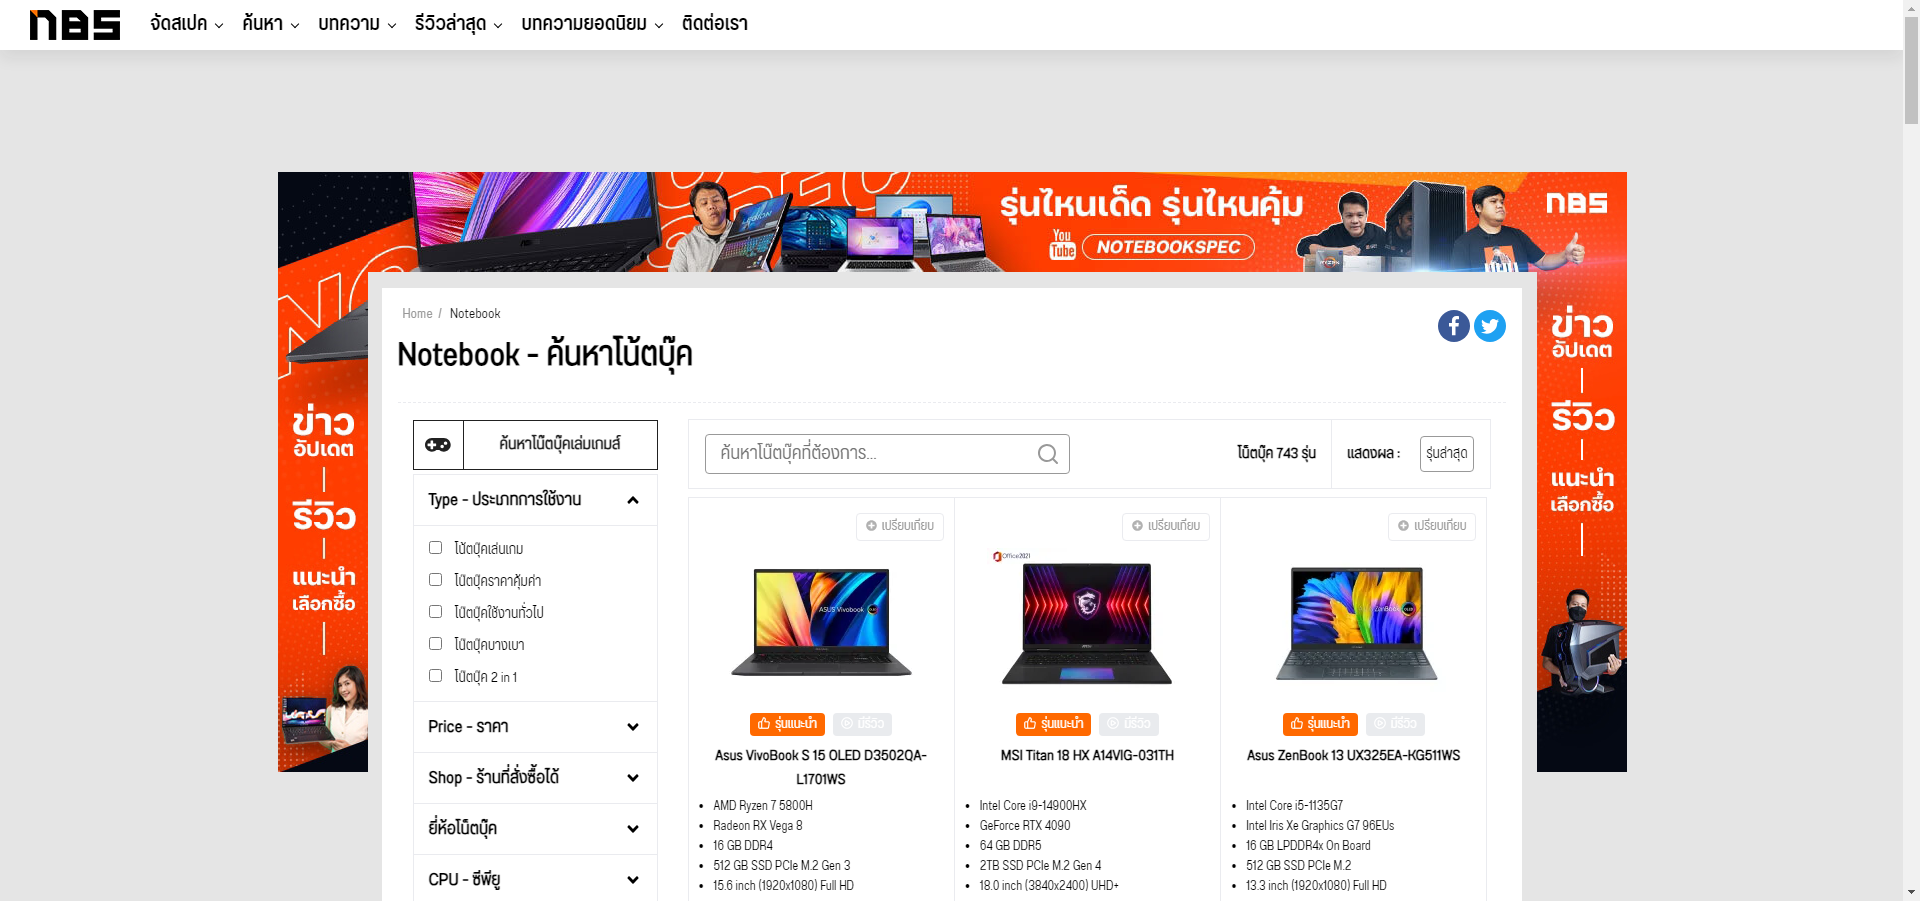 nBS
จัดสเปค
ค้นหา
บทความ
รีวิวล่าสุด
บทความยอดนิยม
ติดต่อเรา
รุ่นไหนเด็ด รุ่นไหนคุ้ม
You Tube NOTEBOOKSPEC
nBS
ข่าว
อัปเดต
รีวิว
แนะนำ
เลือกซื้อ
ข่าว
อัปเดต
รีวิว
แนะนำ
เลือกซื้อ
Home / Notebook
Notebook - ค้นหาโน้ตบุ๊ค
ค้นหาโน๊ตบุ๊คเล่มเกมส์
Type - ประเภทการใช้งาน
โน้ตบุ๊คเล่นเกม
โน๊ตบุ๊คราคาคุ้มค่า
โน๊ตบุ๊คใช้งานทั่วไป
โน๊ตบุ๊คบางเบา
โน๊ตบุ๊ค 2 in 1
Price - ราคา
Shop - ร้านที่สั่งซื้อได้
ยี่ห้อโน็ตบุ๊ค
CPU - ซีพียู
ค้นหาโน๊ตบุ๊คที่ต้องการ...
โน็ตบุ๊ค 743 รุ่น
แสดงผล :
รุ่นล่าสุด
เปรียบเทียบ
ASUS Vivobook
รุ่นแนะนำ
มีรีวิว
Asus VivoBook S 15 OLED D3502QA-
L1701WS
AMD Ryzen 7 5800H
Radeon RX Vega 8
16 GB DDR4
512 GB SSD PCIe M.2 Gen 3
15.6 inch (1920x1080) Full HD
เปรียบเทียบ
Office2021
รุ่นแนะนำ
มีรีวิว
MSI Titan 18 HX A14VIG-031TH
Intel Core i9-14900HX
GeForce RTX 4090
64 GB DDR5
2TB SSD PCIe M.2 Gen 4
18.0 inch (3840x2400) UHD+
เปรียบเทียบ
ZenBook
รุ่นแนะนำ
มีรีวิว
Asus ZenBook 13 UX325EA-KG511WS
Intel Core i5-1135G7
Intel Iris Xe Graphics G7 96EUs
16 GB LPDDR4x On Board
512 GB SSD PCIe M.2
13.3 inch (1920x1080) Full HD